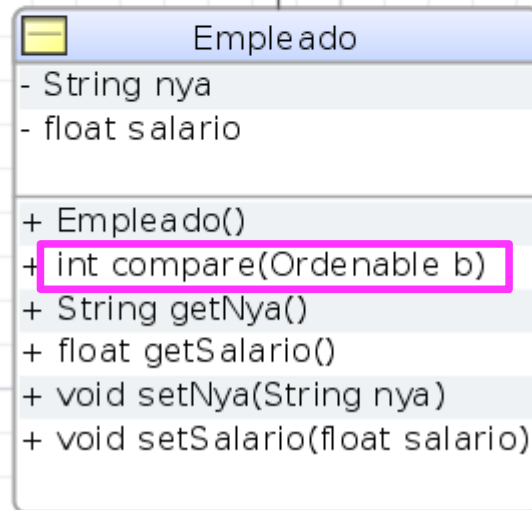 Empleado
- String nya
- float salario
+ Empleado()
+ int compare(Ordenable b)
+ String getNya()
+ float getSalario()
+ void setNya(String nya)
+ void setSalario(float salario)